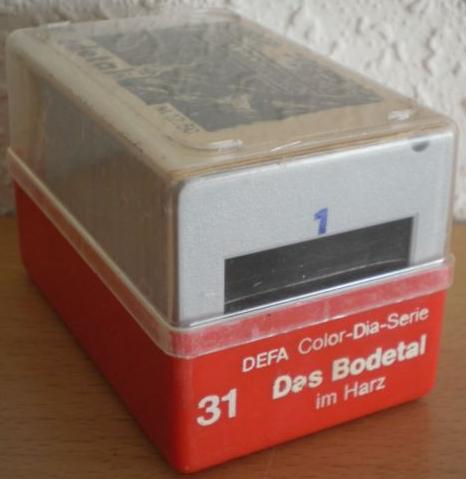 1
DEFA Color-Dia-Serie
31 Das Bodetal
im Harz